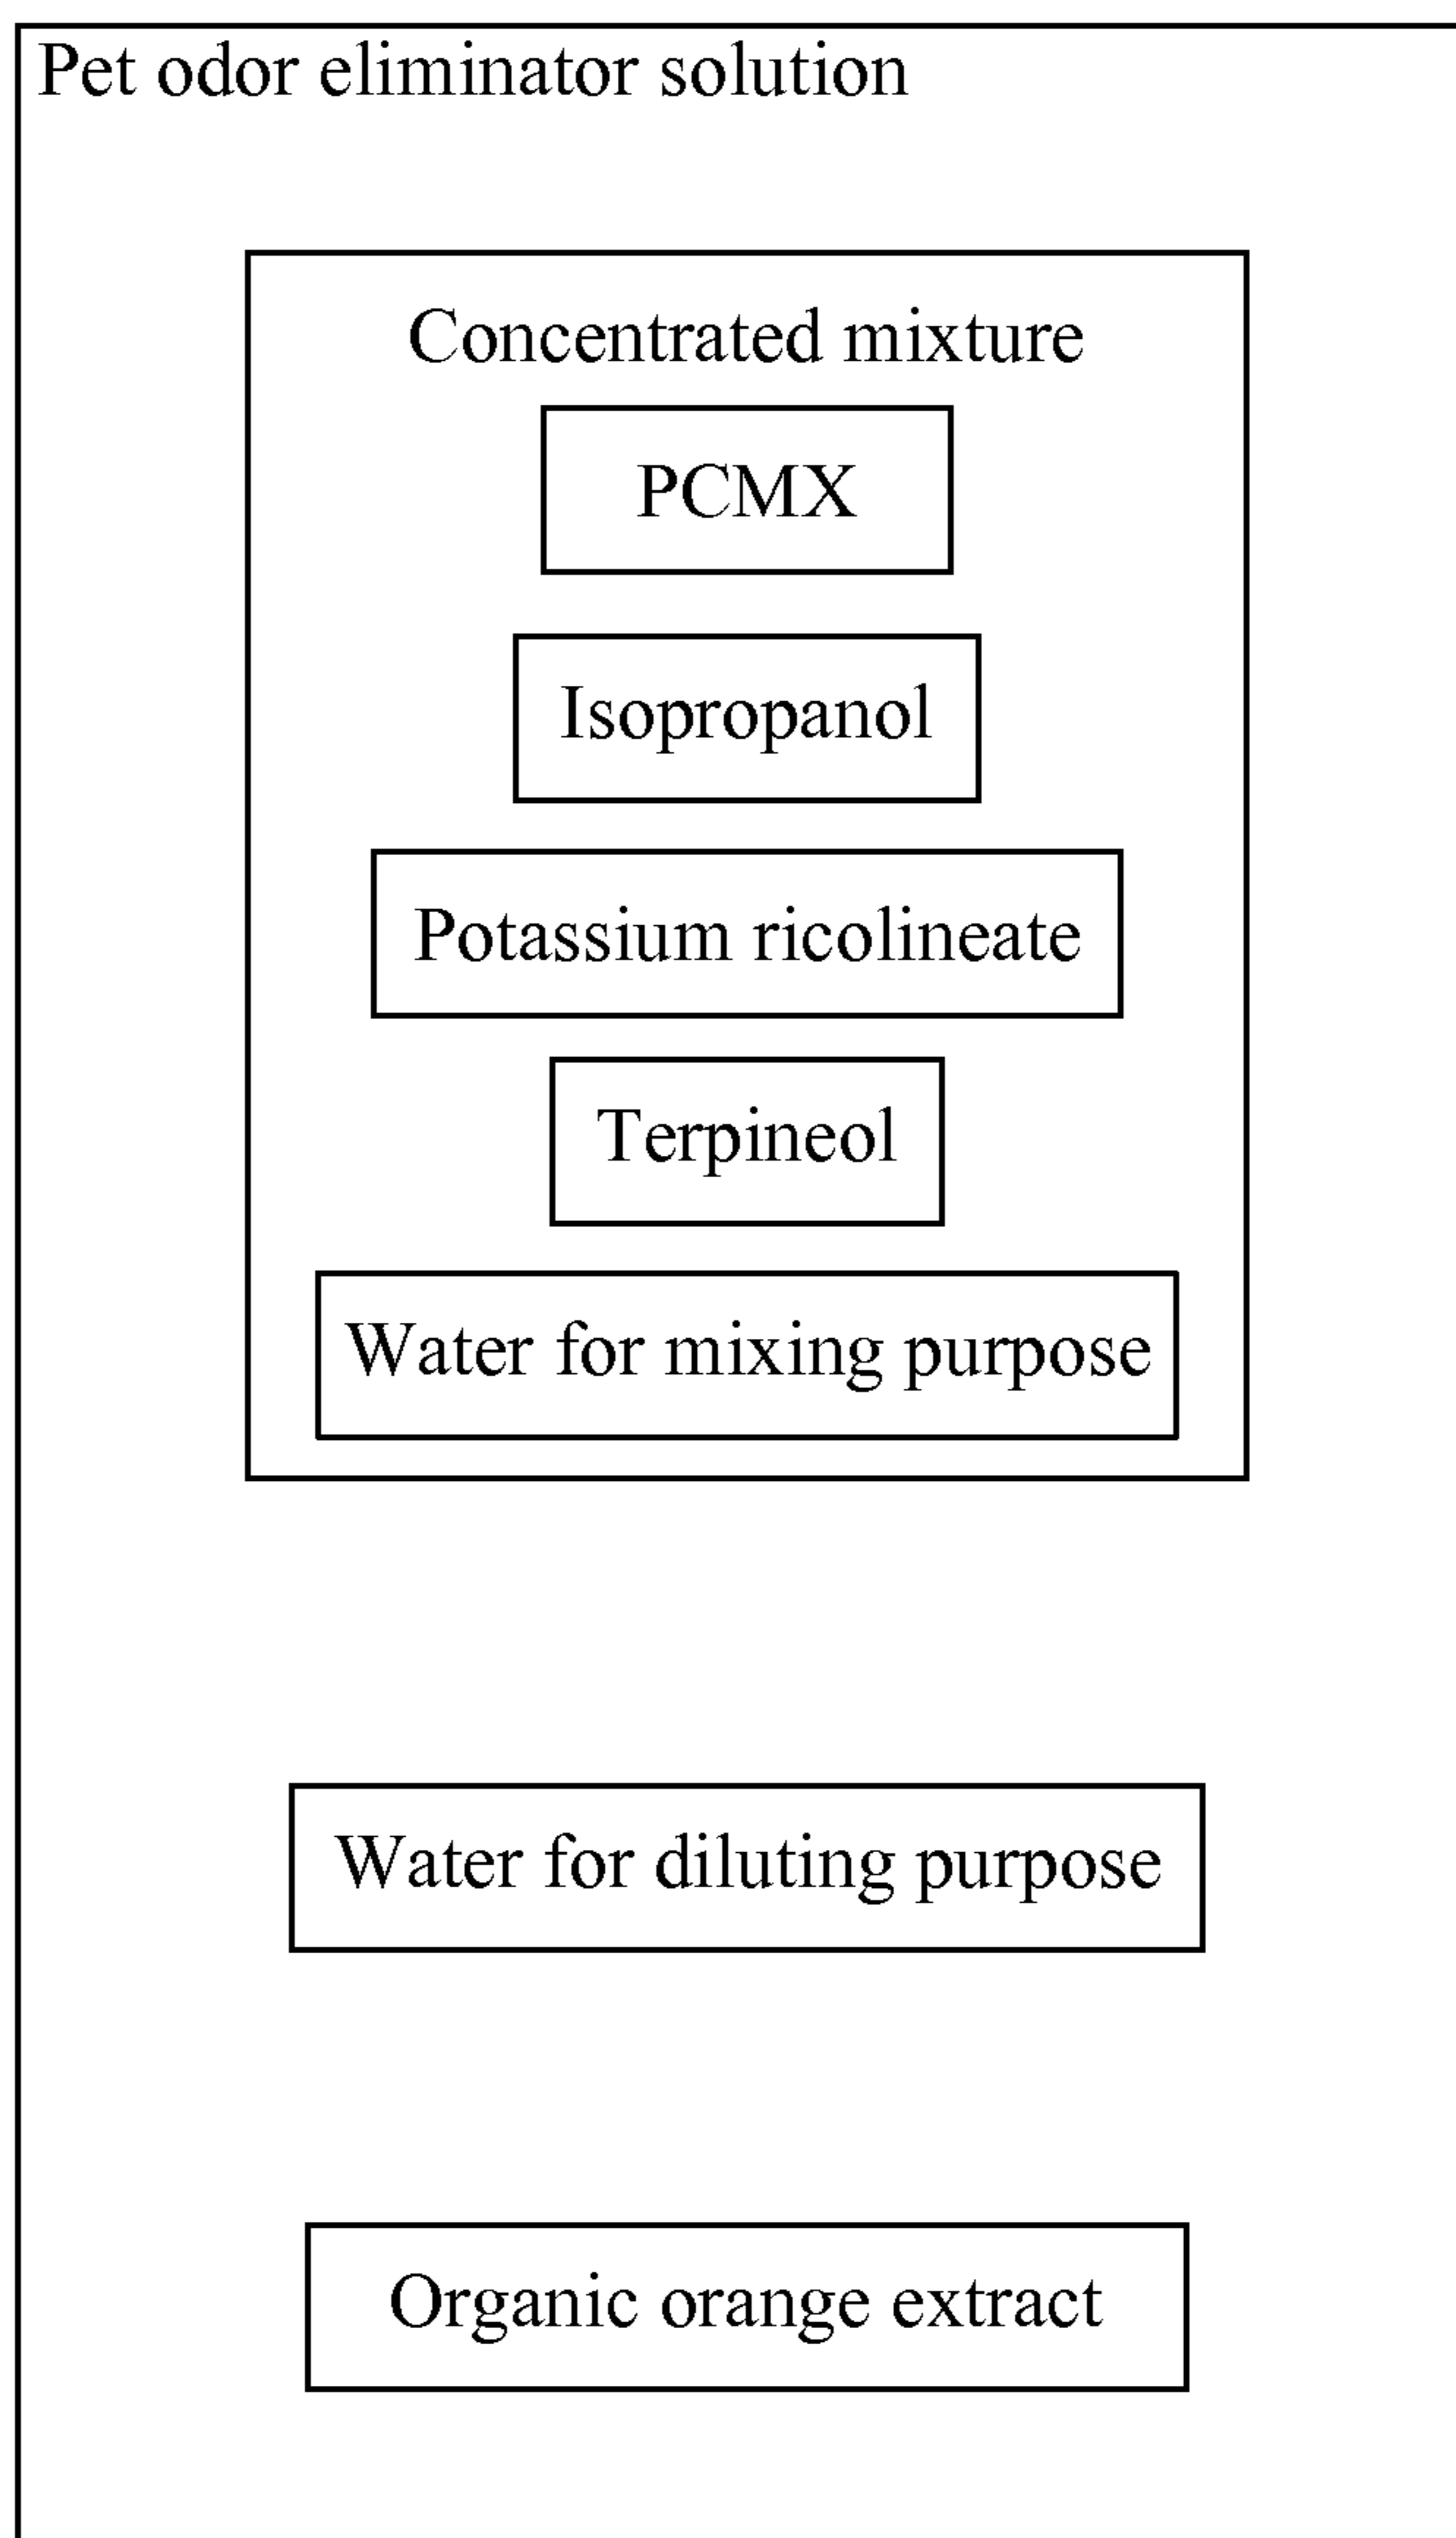 Pet odor eliminator solution
Concentrated mixture
PCMX
Isopropanol
Potassium ricolineate
Terpineol
Water for mixing purpose
Water for diluting purpose
Organic orange extract